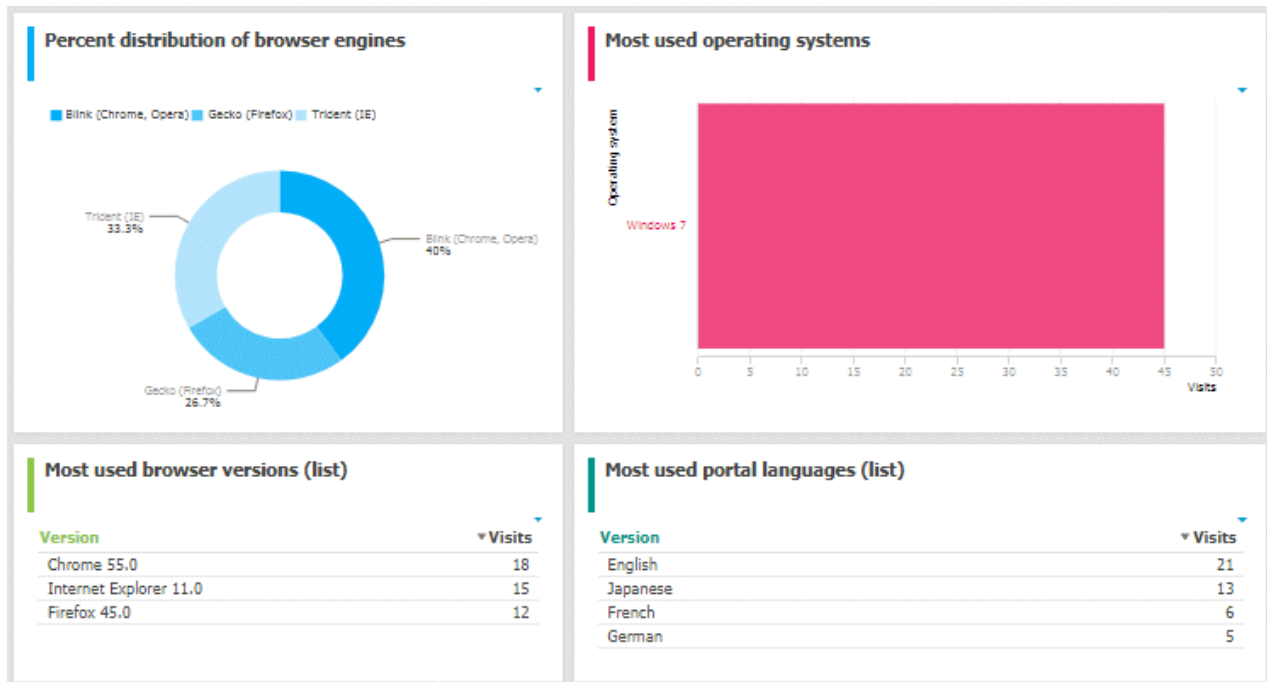 Percent distribution of browser engines
Blink (Chrome, Opera) Gecko (Firefox) Trident (IE)
Trident (IE)
33.3%
Blink (Chrome, Opera)
40%
Gecko (Firefox)
26.7%
Most used operating systems
Operating system
Windows 7
0 5 10 15 20 25 30 35 40 45 50
Visits
Most used browser versions (list)
Version Visits
Chrome 55.0 18
Internet Explorer 11.0 15
Firefox 45.0 12
Most used portal languages (list)
Version Visits
English 21
Japanese 13
French 6
German 5